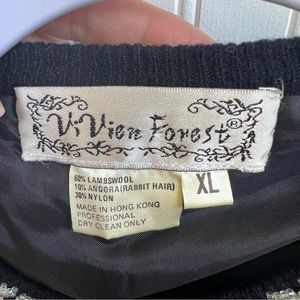 ViVien Forest®
60% LAMBSWOOL
10% ANGORA(RABBIT HAIR)
30% NYLON
MADE IN HONG KONG
PROFESSIONAL
DRY CLEAN ONLY
XL